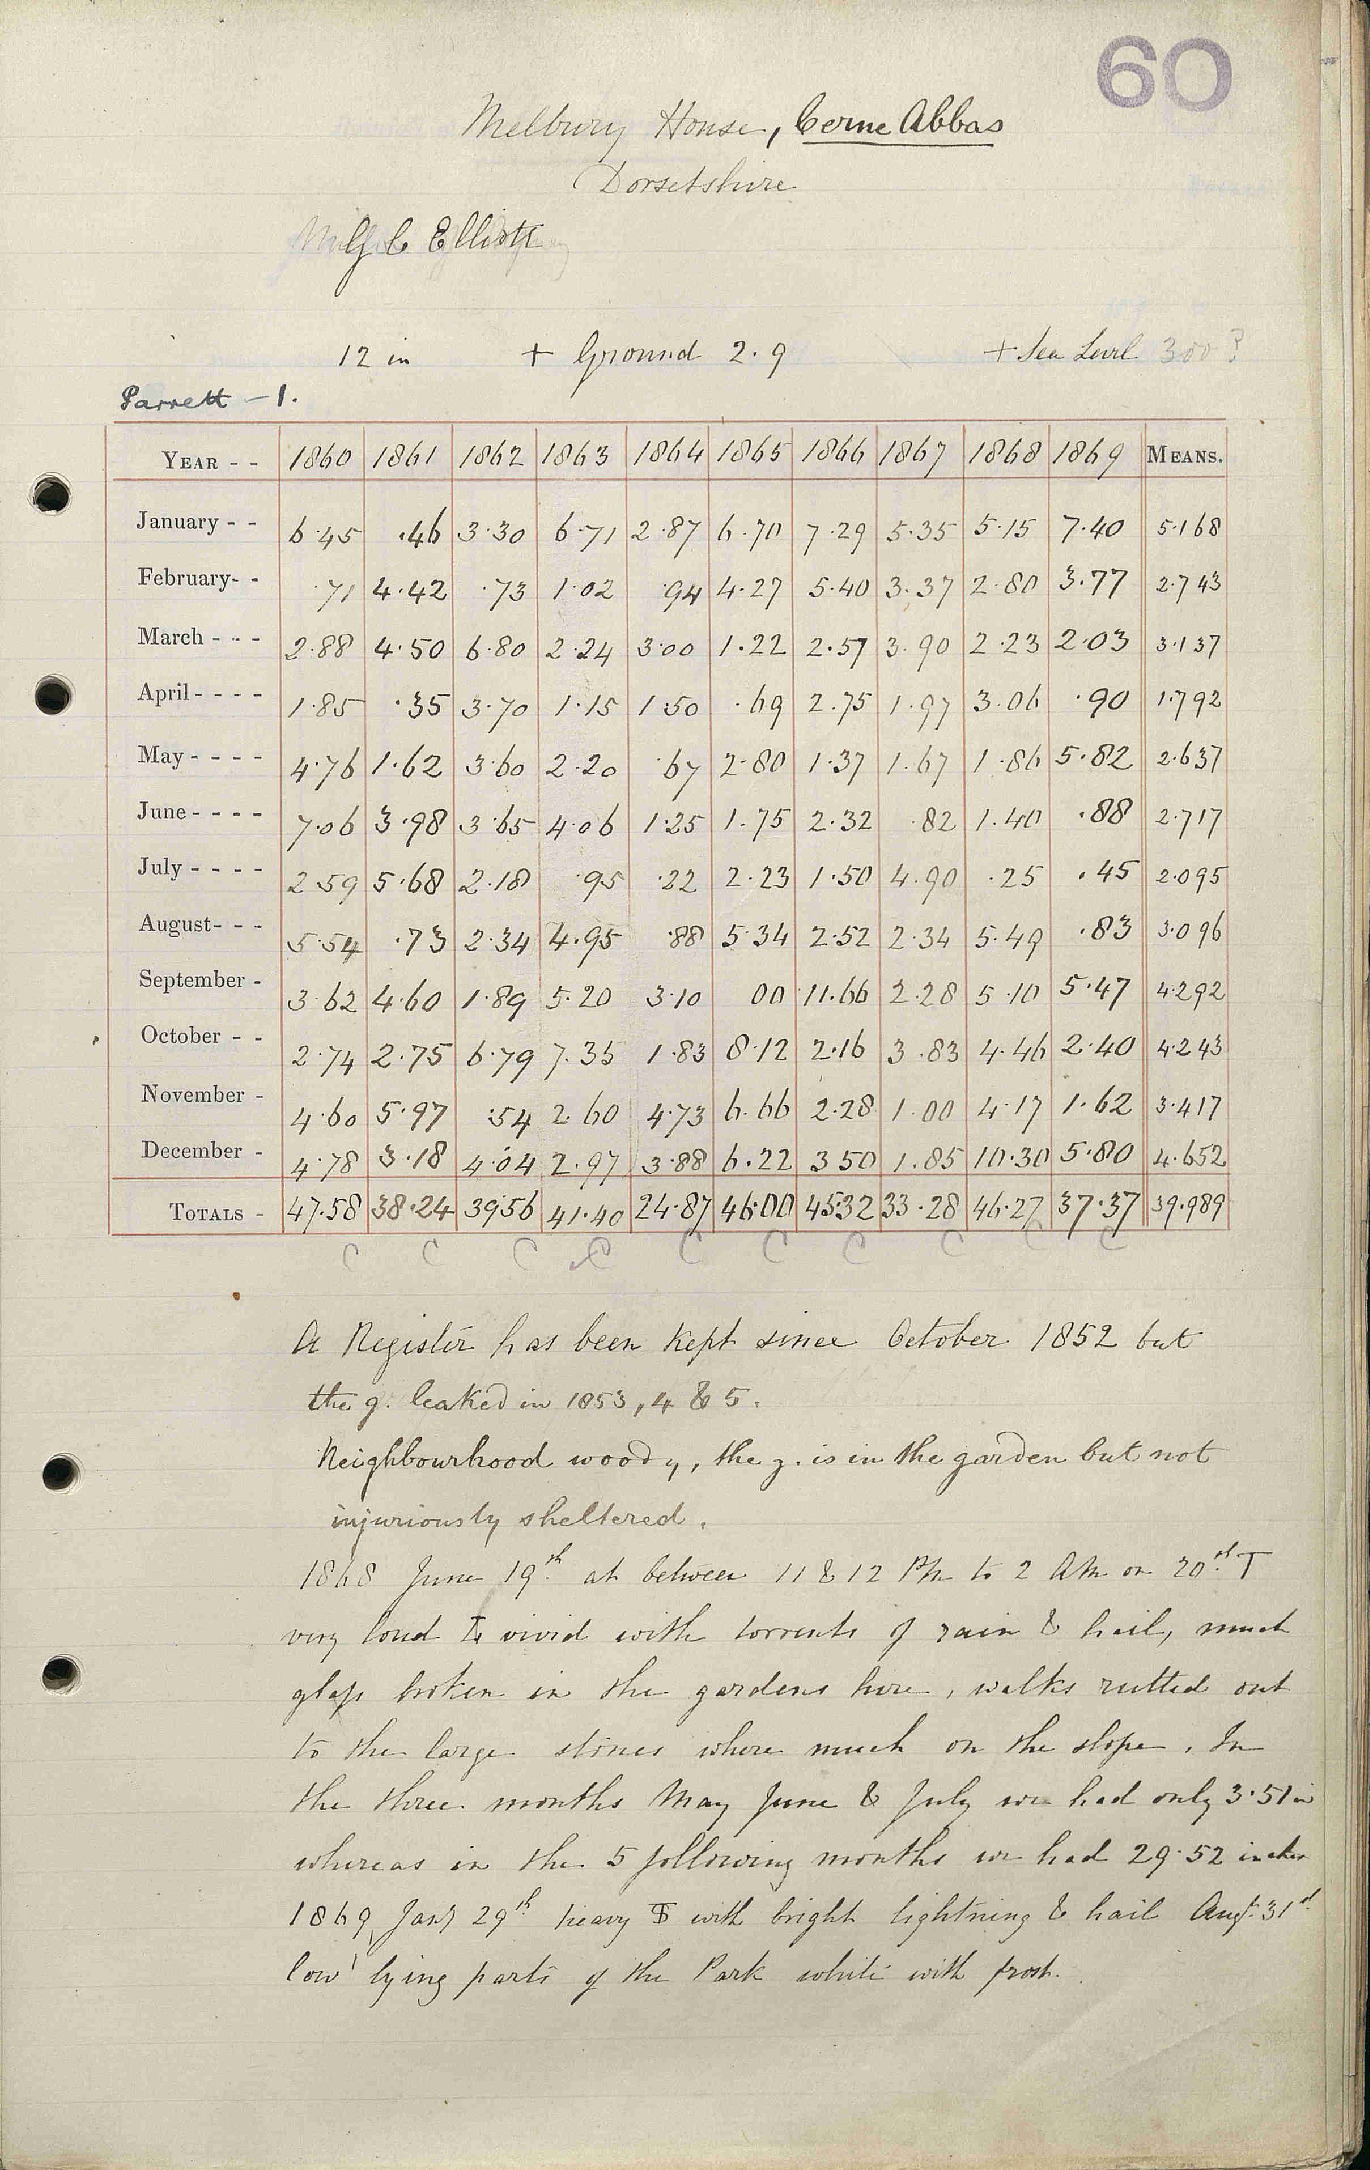 60
Melbury House, Cerne Abbas
Dorsetshire
G C Elliott
12 in + Ground 2.9 + Sea Level 300?
Parrett - 1.
YEAR - - 1860 1861 1862 1863 1864 1865 1866 1867 1868 1869 MEANS.
January - - 6.45 .46 3.30 6.71 2.87 6.70 7.29 5.35 5.15 7.40 5.168
February- - .71 4.42 .73 1.02 .94 4.27 5.40 3.37 2.80 3.77 2.743
March - - - 2.88 4.50 6.80 2.24 3.00 1.22 2.57 3.90 2.23 2.03 3.137
April - - - - 1.85 .35 3.70 1.15 1.50 .69 2.75 1.97 3.06 .90 1.792
May - - - - 4.76 1.62 3.60 2.20 .67 2.80 1.37 1.67 1.86 5.82 2.637
June - - - - 7.06 3.98 3.65 4.06 1.25 1.75 2.32 .82 1.40 .88 2.717
July - - - - 2.59 5.68 2.18 .95 .22 2.23 1.50 4.90 .25 .45 2.095
August- - - 5.54 .73 2.34 4.95 .88 5.34 2.52 2.34 5.49 .83 3.096
September - 3.62 4.60 1.89 5.20 3.10 00 11.66 2.28 5.10 5.47 4.292
October - - 2.74 2.75 6.79 7.35 1.83 8.12 2.16 3.83 4.46 2.40 4.243
November - 4.60 5.97 .54 2.60 4.73 6.66 2.28 1.00 4.17 1.62 3.417
December - 4.78 3.18 4.04 2.97 3.88 6.22 3.50 1.85 10.30 5.80 4.652
TOTALS - 47.58 38.24 39.56 41.40 24.87 46.00 45.32 33.28 46.27 37.37 39.989
C C C C C C C C C C
A Register has been kept since October 1852 but
the g. leaked in 1853, 4 & 5.
Neighbourhood woody, the g. is in the garden but not
injuriously sheltered.
1868 June 19th at between 11 & 12 PM to 2 AM on 20st T
very loud & vivid with torrents of rain & hail, much
glass broken in the gardens here, walks rutted out
to the large stones where much on the slope. In
the three months May June & July we had only 3.51 in
whereas in the 5 following months we had 29.52 inches
1869 Jany 29th heavy T with bright lightning & hail Augt. 31st
low lying parts of the Park white with frost.